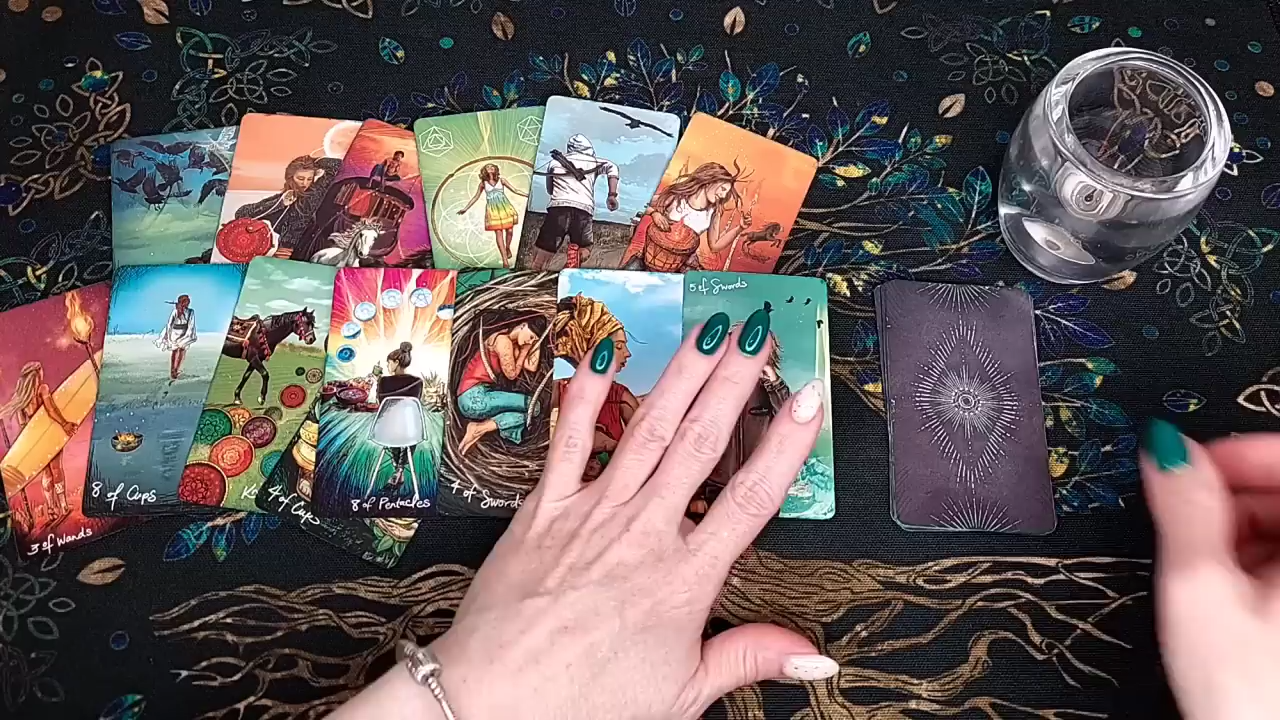 5 of Swords
8 of Cups
8 of Pentacles
4 of Swords
4 of Cups
3 of Wands